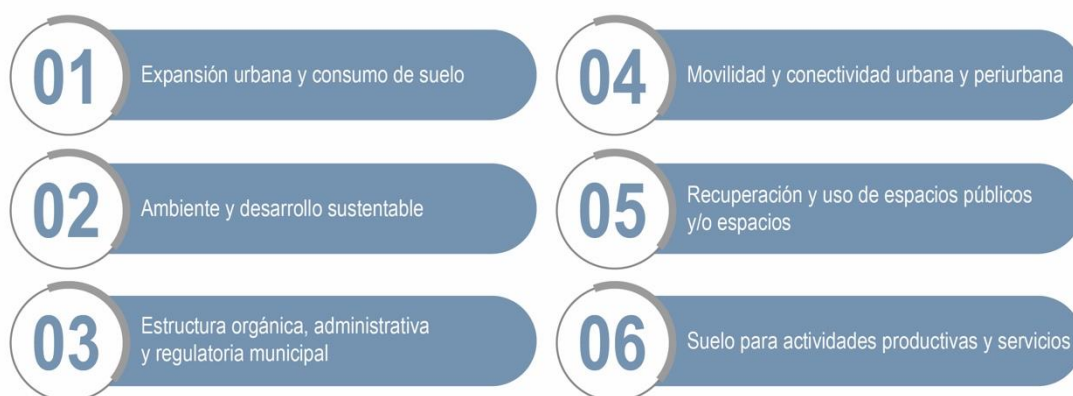 01
Expansión urbana y consumo de suelo
02
Ambiente y desarrollo sustentable
03
Estructura orgánica, administrativa
y regulatoria municipal
04
Movilidad y conectividad urbana y periurbana
05
Recuperación y uso de espacios públicos
y/o espacios
06
Suelo para actividades productivas y servicios